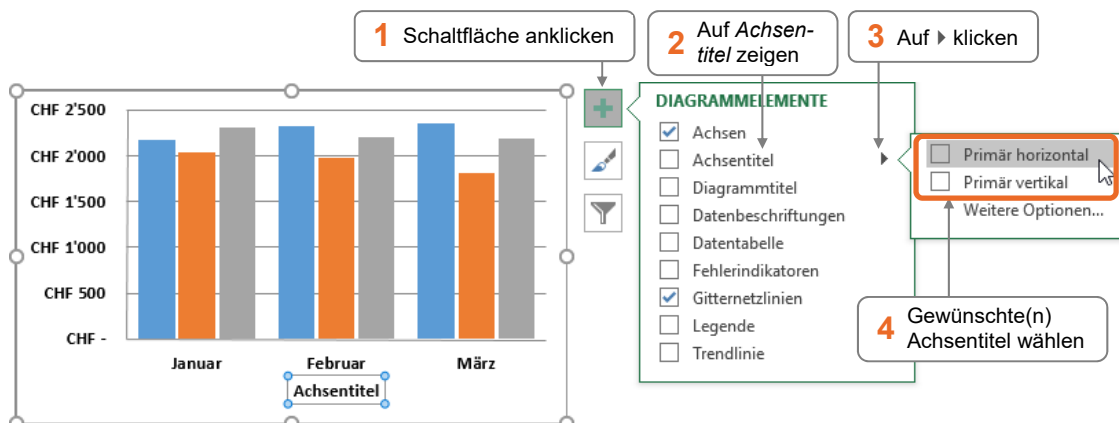 1 Schaltfläche anklicken
2 Auf Achsen-
titel zeigen
3 Auf klicken
CHF 2'500
CHF 2'000
CHF 1'500
CHF 1'000
CHF 500
CHF -
Januar
Februar
März
Achsentitel
DIAGRAMMELEMENTE
Achsen
Achsentitel
Diagrammtitel
Datenbeschriftungen
Datentabelle
Fehlerindikatoren
Gitternetzlinien
Legende
Trendlinie
Primär horizontal
Primär vertikal
Weitere Optionen...
4 Gewünschte(n)
Achsentitel wählen